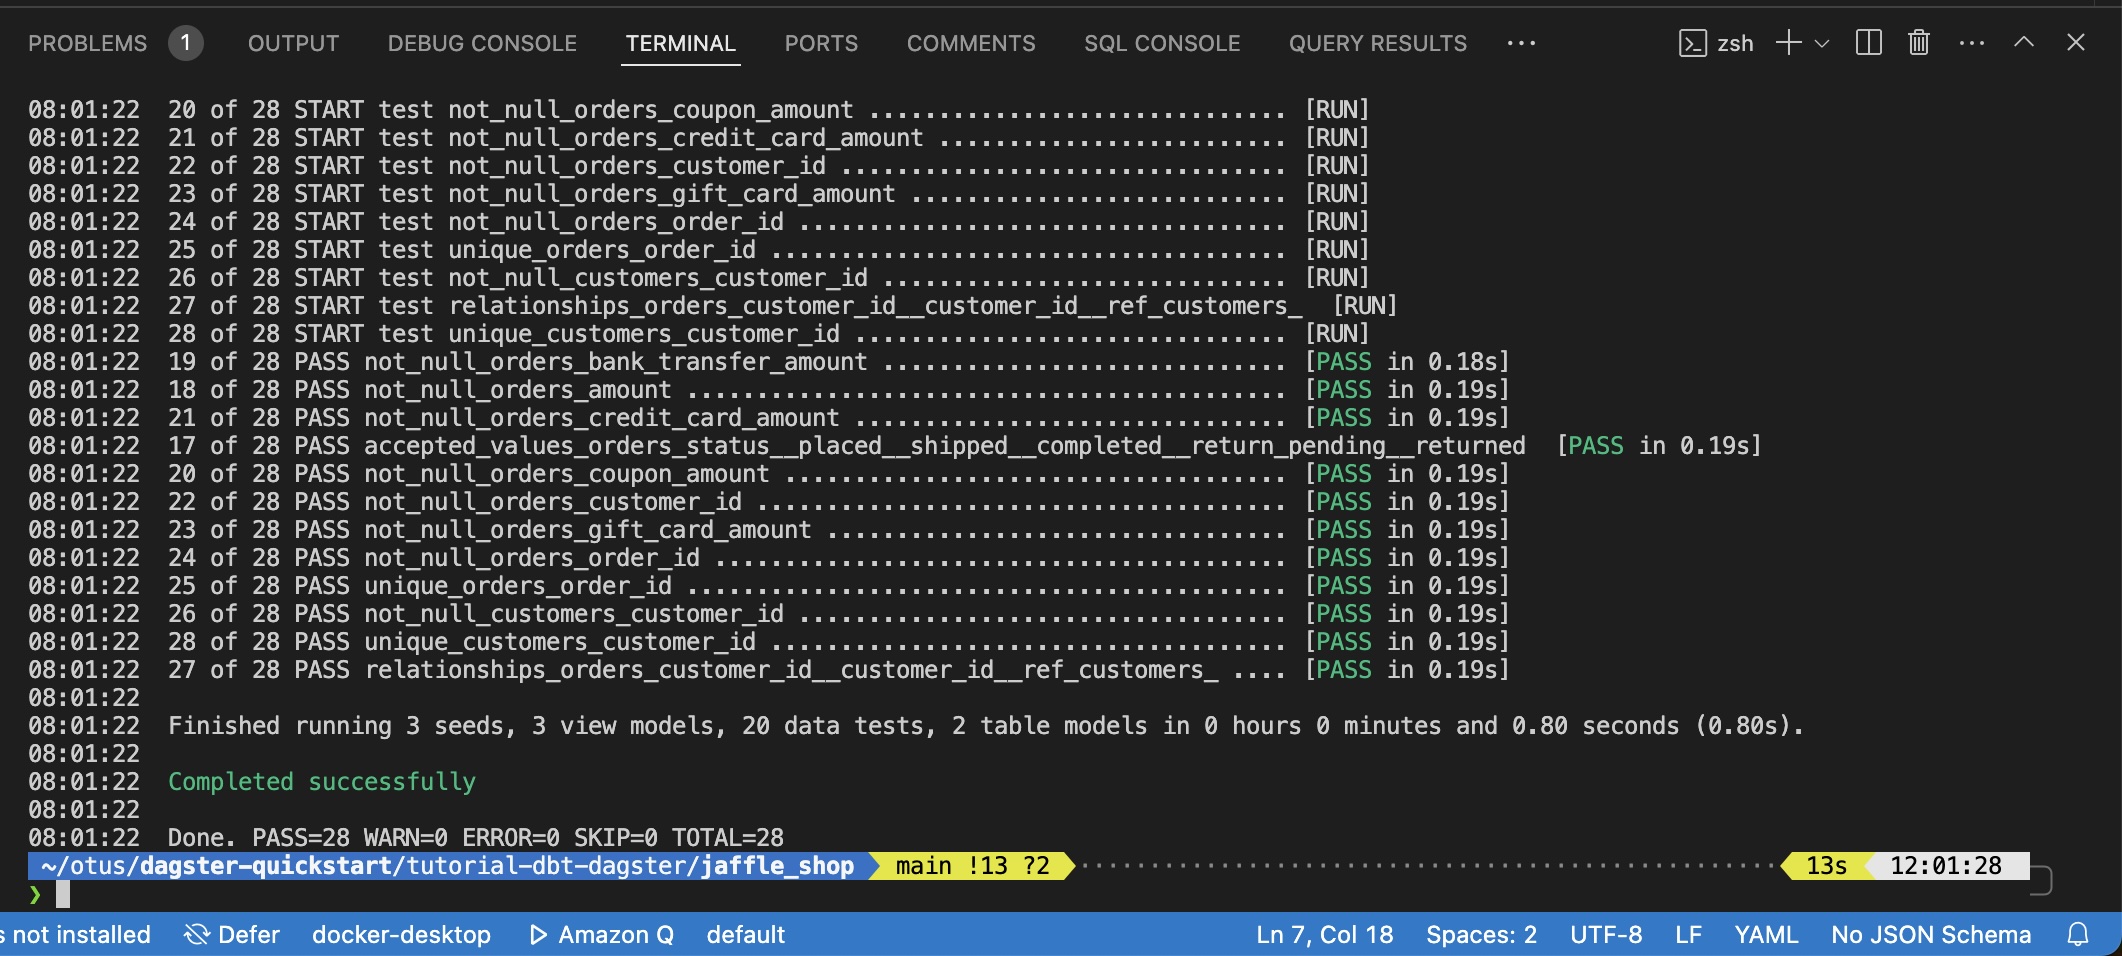 PROBLEMS 1 OUTPUT DEBUG CONSOLE TERMINAL PORTS COMMENTS SQL CONSOLE QUERY RESULTS ··· zsh ···
08:01:22 20 of 28 START test not_null_orders_coupon_amount .............................. [RUN]
08:01:22 21 of 28 START test not_null_orders_credit_card_amount ......................... [RUN]
08:01:22 22 of 28 START test not_null_orders_customer_id ................................ [RUN]
08:01:22 23 of 28 START test not_null_orders_gift_card_amount ........................... [RUN]
08:01:22 24 of 28 START test not_null_orders_order_id ................................... [RUN]
08:01:22 25 of 28 START test unique_orders_order_id ..................................... [RUN]
08:01:22 26 of 28 START test not_null_customers_customer_id ............................. [RUN]
08:01:22 27 of 28 START test relationships_orders_customer_id__customer_id__ref_customers_ [RUN]
08:01:22 28 of 28 START test unique_customers_customer_id ............................... [RUN]
08:01:22 19 of 28 PASS not_null_orders_bank_transfer_amount ............................. [PASS in 0.18s]
08:01:22 18 of 28 PASS not_null_orders_amount ........................................... [PASS in 0.19s]
08:01:22 21 of 28 PASS not_null_orders_credit_card_amount ............................... [PASS in 0.19s]
08:01:22 17 of 28 PASS accepted_values_orders_status__placed__shipped__completed__return_pending__returned [PASS in 0.19s]
08:01:22 20 of 28 PASS not_null_orders_coupon_amount .................................... [PASS in 0.19s]
08:01:22 22 of 28 PASS not_null_orders_customer_id ...................................... [PASS in 0.19s]
08:01:22 23 of 28 PASS not_null_orders_gift_card_amount ................................. [PASS in 0.19s]
08:01:22 24 of 28 PASS not_null_orders_order_id ......................................... [PASS in 0.19s]
08:01:22 25 of 28 PASS unique_orders_order_id ........................................... [PASS in 0.19s]
08:01:22 26 of 28 PASS not_null_customers_customer_id ................................... [PASS in 0.19s]
08:01:22 28 of 28 PASS unique_customers_customer_id ..................................... [PASS in 0.19s]
08:01:22 27 of 28 PASS relationships_orders_customer_id__customer_id__ref_customers_ .... [PASS in 0.19s]
08:01:22
08:01:22 Finished running 3 seeds, 3 view models, 20 data tests, 2 table models in 0 hours 0 minutes and 0.80 seconds (0.80s).
08:01:22
08:01:22 Completed successfully
08:01:22
08:01:22 Done. PASS=28 WARN=0 ERROR=0 SKIP=0 TOTAL=28
~/otus/dagster-quickstart/tutorial-dbt-dagster/jaffle_shop main !13 ?2 13s 12:01:28
❯
s not installed Defer docker-desktop Amazon Q default Ln 7, Col 18 Spaces: 2 UTF-8 LF YAML No JSON Schema